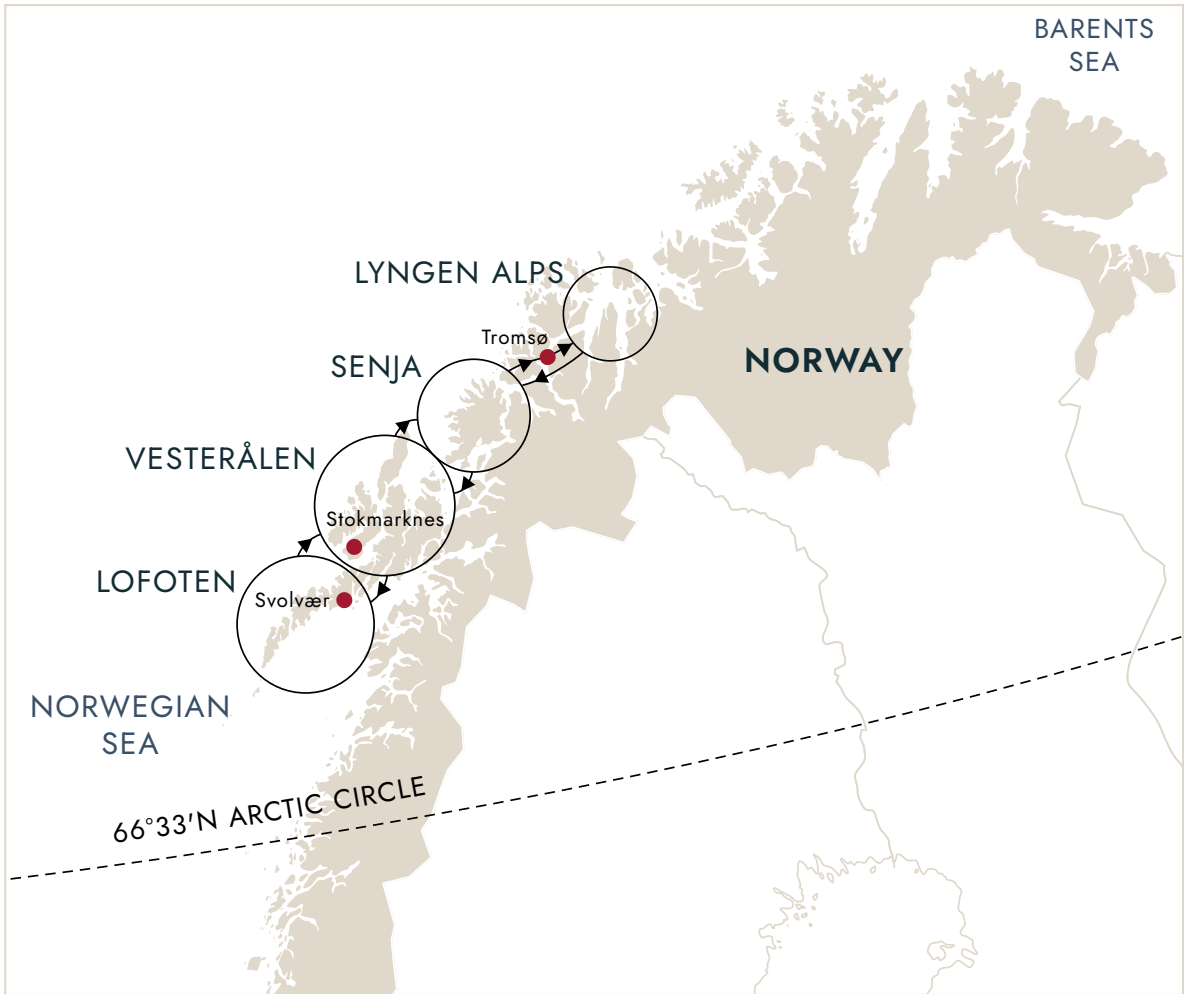 BARENTS
SEA
LYNGEN ALPS
Tromsø
NORWAY
SENJA
VESTERÅLEN
Stokmarknes
LOFOTEN
Svolvær
NORWEGIAN
SEA
66°33'N ARCTIC CIRCLE